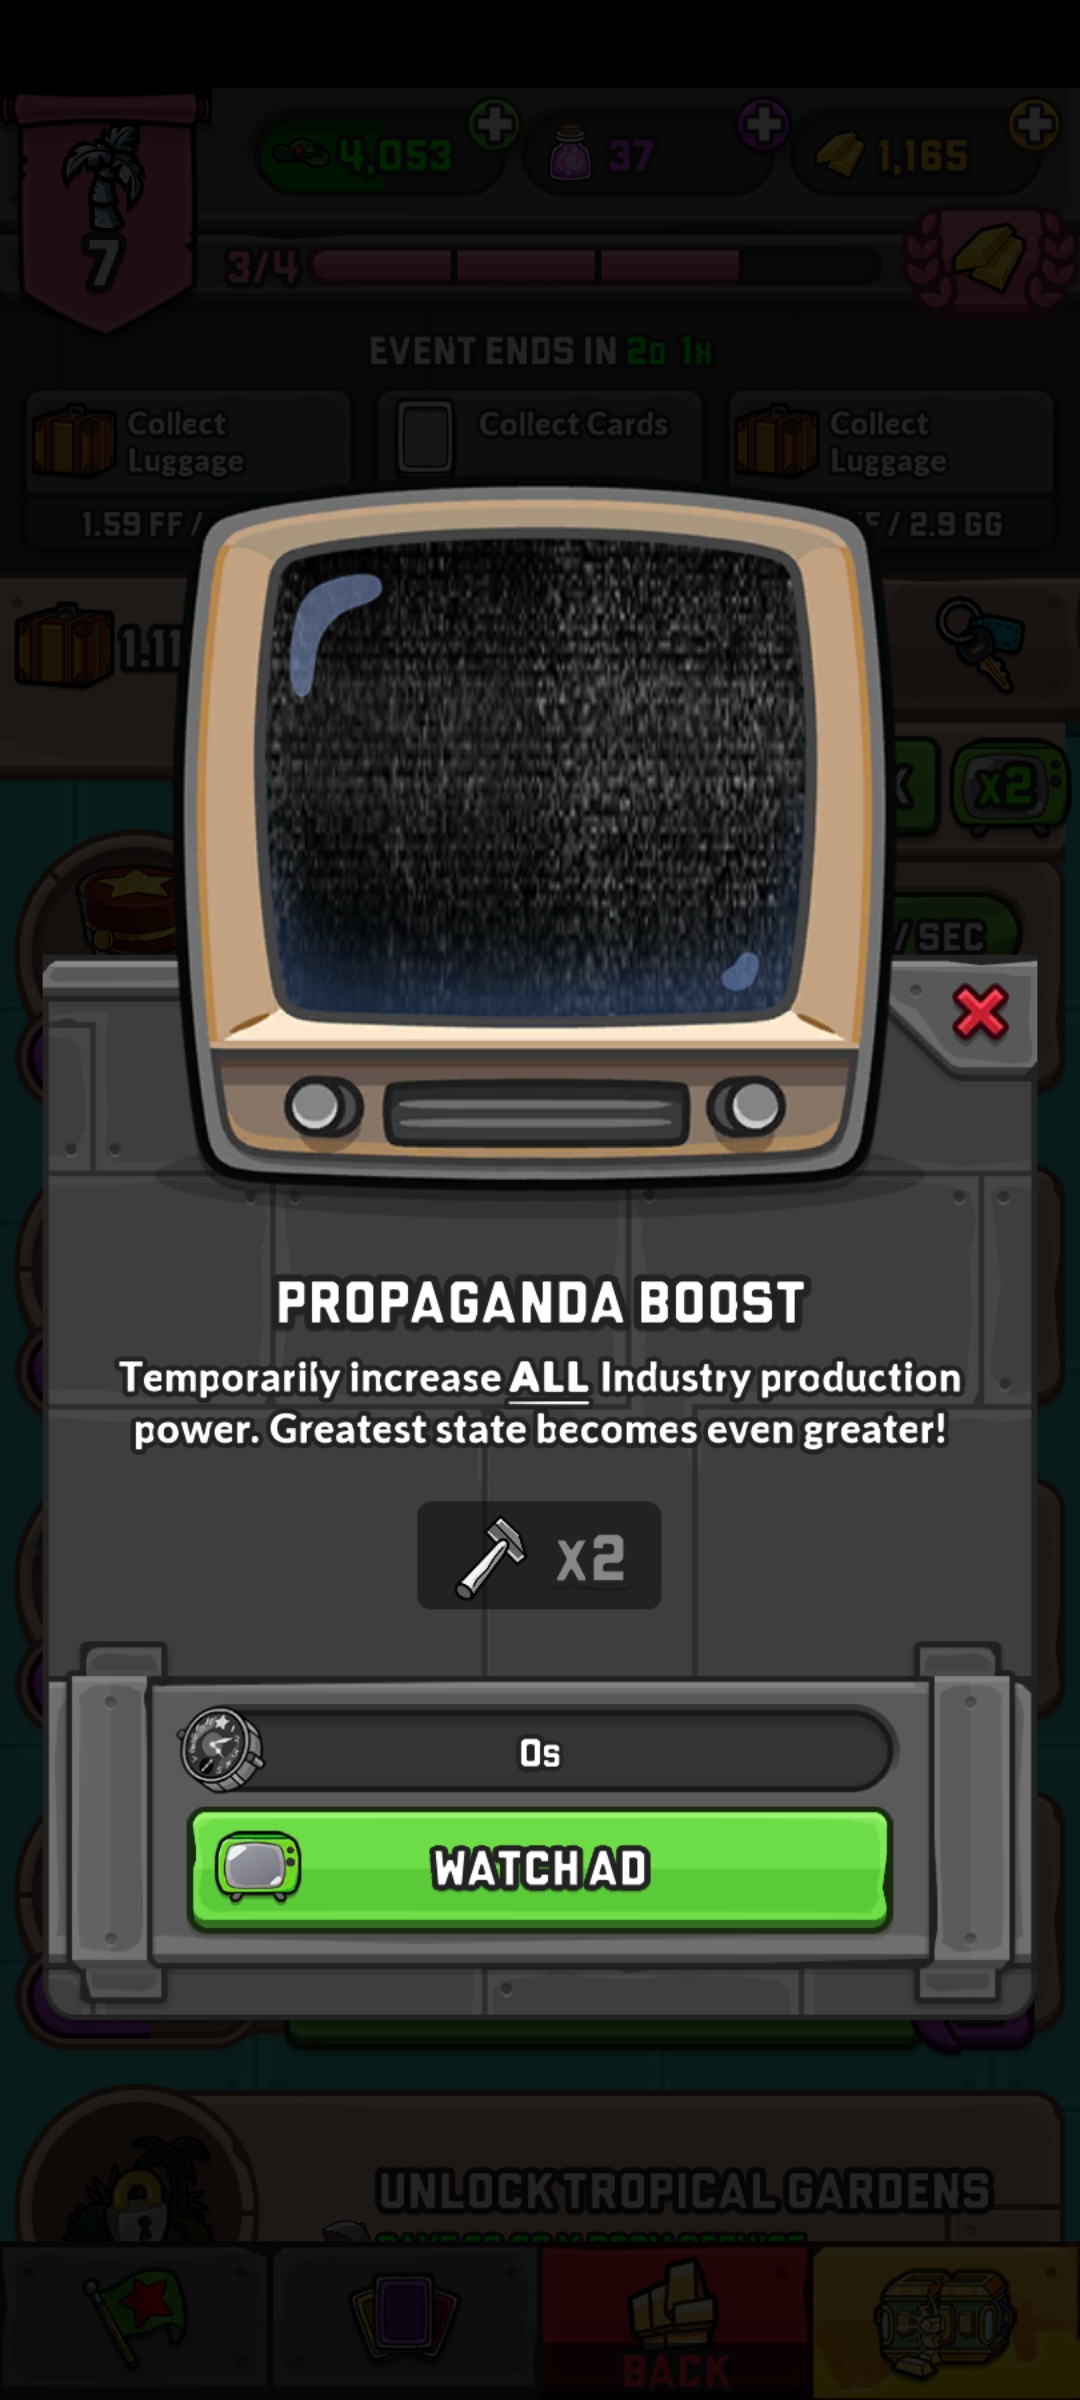 4,053
37
1,165
7
3/4
EVENT ENDS IN 2D 1H
Collect Luggage
Collect Cards
Collect Luggage
1.59 FF /
/ 2.9 GG
1.11
x2
/SEC
PROPAGANDA BOOST
Temporarily increase ALL Industry production
power. Greatest state becomes even greater!
x2
0s
WATCH AD
UNLOCK TROPICAL GARDENS
BACK